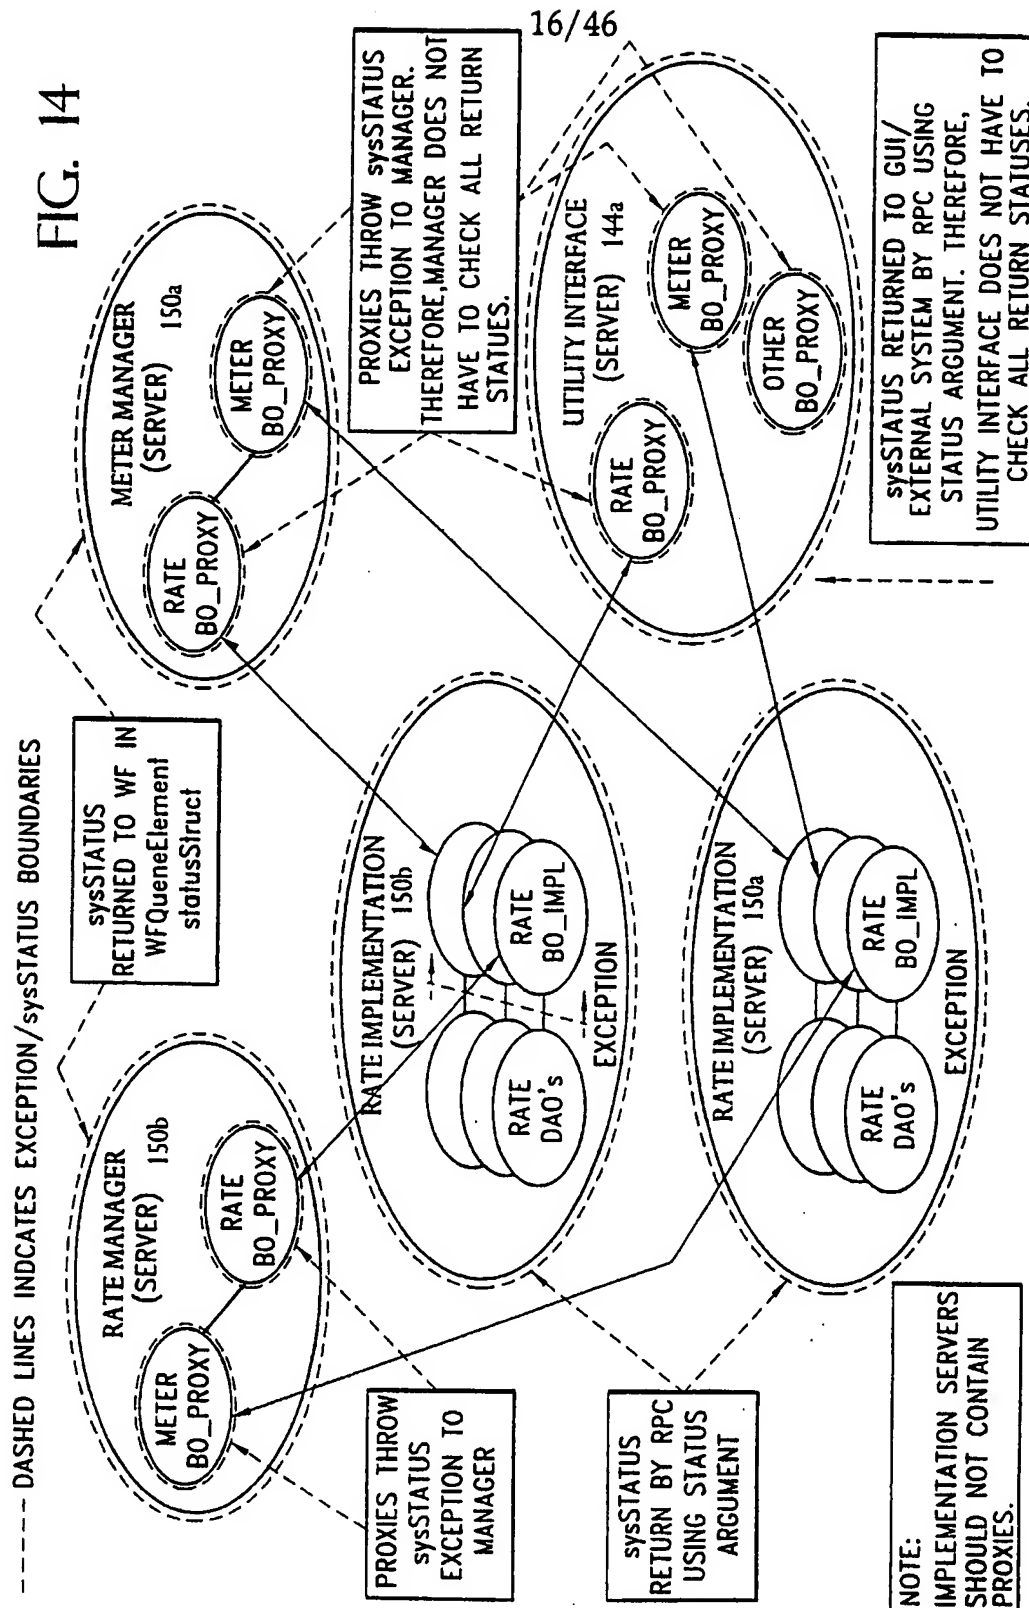 16/46
FIG. 14
----- DASHED LINES INDCATES EXCEPTION/sysSTATUS BOUNDARIES
RATE MANAGER
(SERVER) 150b
METER
BO_PROXY
RATE
BO_PROXY
sysSTATUS
RETURNED TO WF IN
WFQueneElement
statusStruct
METER MANAGER
(SERVER) 150a
RATE
BO_PROXY
METER
BO_PROXY
PROXIES THROW
sysSTATUS
EXCEPTION TO
MANAGER
RATE IMPLEMENTATION
(SERVER) 150b
RATE
DAO's
RATE
BO_IMPL
EXCEPTION
PROXIES THROW sysSTATUS
EXCEPTION TO MANAGER.
THEREFORE,MANAGER DOES NOT
HAVE TO CHECK ALL RETURN
STATUES.
sysSTATUS
RETURN BY RPC
USING STATUS
ARGUMENT
RATE IMPLEMENTATION
(SERVER) 150a
RATE
DAO's
RATE
BO_IMPL
EXCEPTION
UTILITY INTERFACE
(SERVER) 144a
RATE
BO_PROXY
METER
BO_PROXY
OTHER
BO_PROXY
NOTE:
IMPLEMENTATION SERVERS
SHOULD NOT CONTAIN
PROXIES.
sysSTATUS RETURNED TO GUI/
EXTERNAL SYSTEM BY RPC USING
STATUS ARGUMENT. THEREFORE,
UTILITY INTERFACE DOES NOT HAVE TO
CHECK ALL RETURN STATUSES.